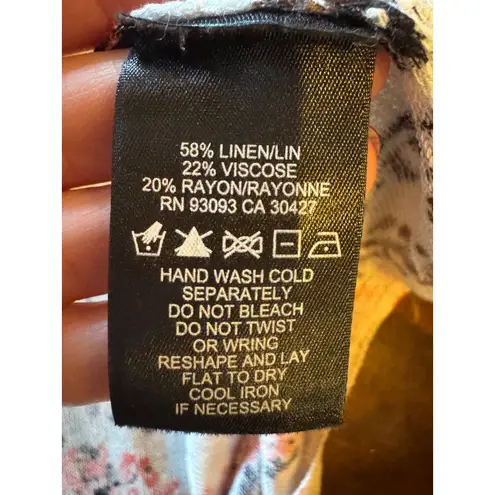 58% LINEN/LIN
22% VISCOSE
20% RAYON/RAYONNE
RN 93093 CA 30427
HAND WASH COLD
SEPARATELY
DO NOT BLEACH
DO NOT TWIST
OR WRING
RESHAPE AND LAY
FLAT TO DRY
COOL IRON
IF NECESSARY